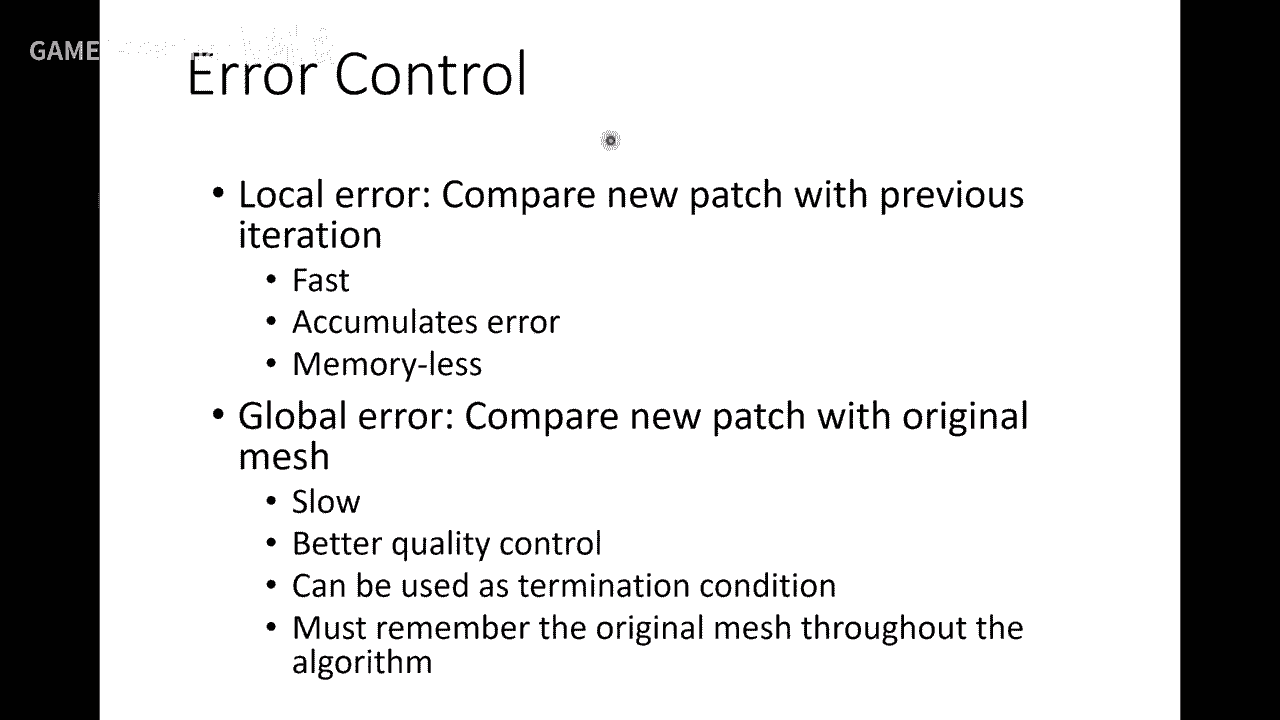 GAME
Error Control
• Local error: Compare new patch with previous
iteration
• Fast
• Accumulates error
• Memory-less
• Global error: Compare new patch with original
mesh
• Slow
• Better quality control
• Can be used as termination condition
• Must remember the original mesh throughout the
algorithm